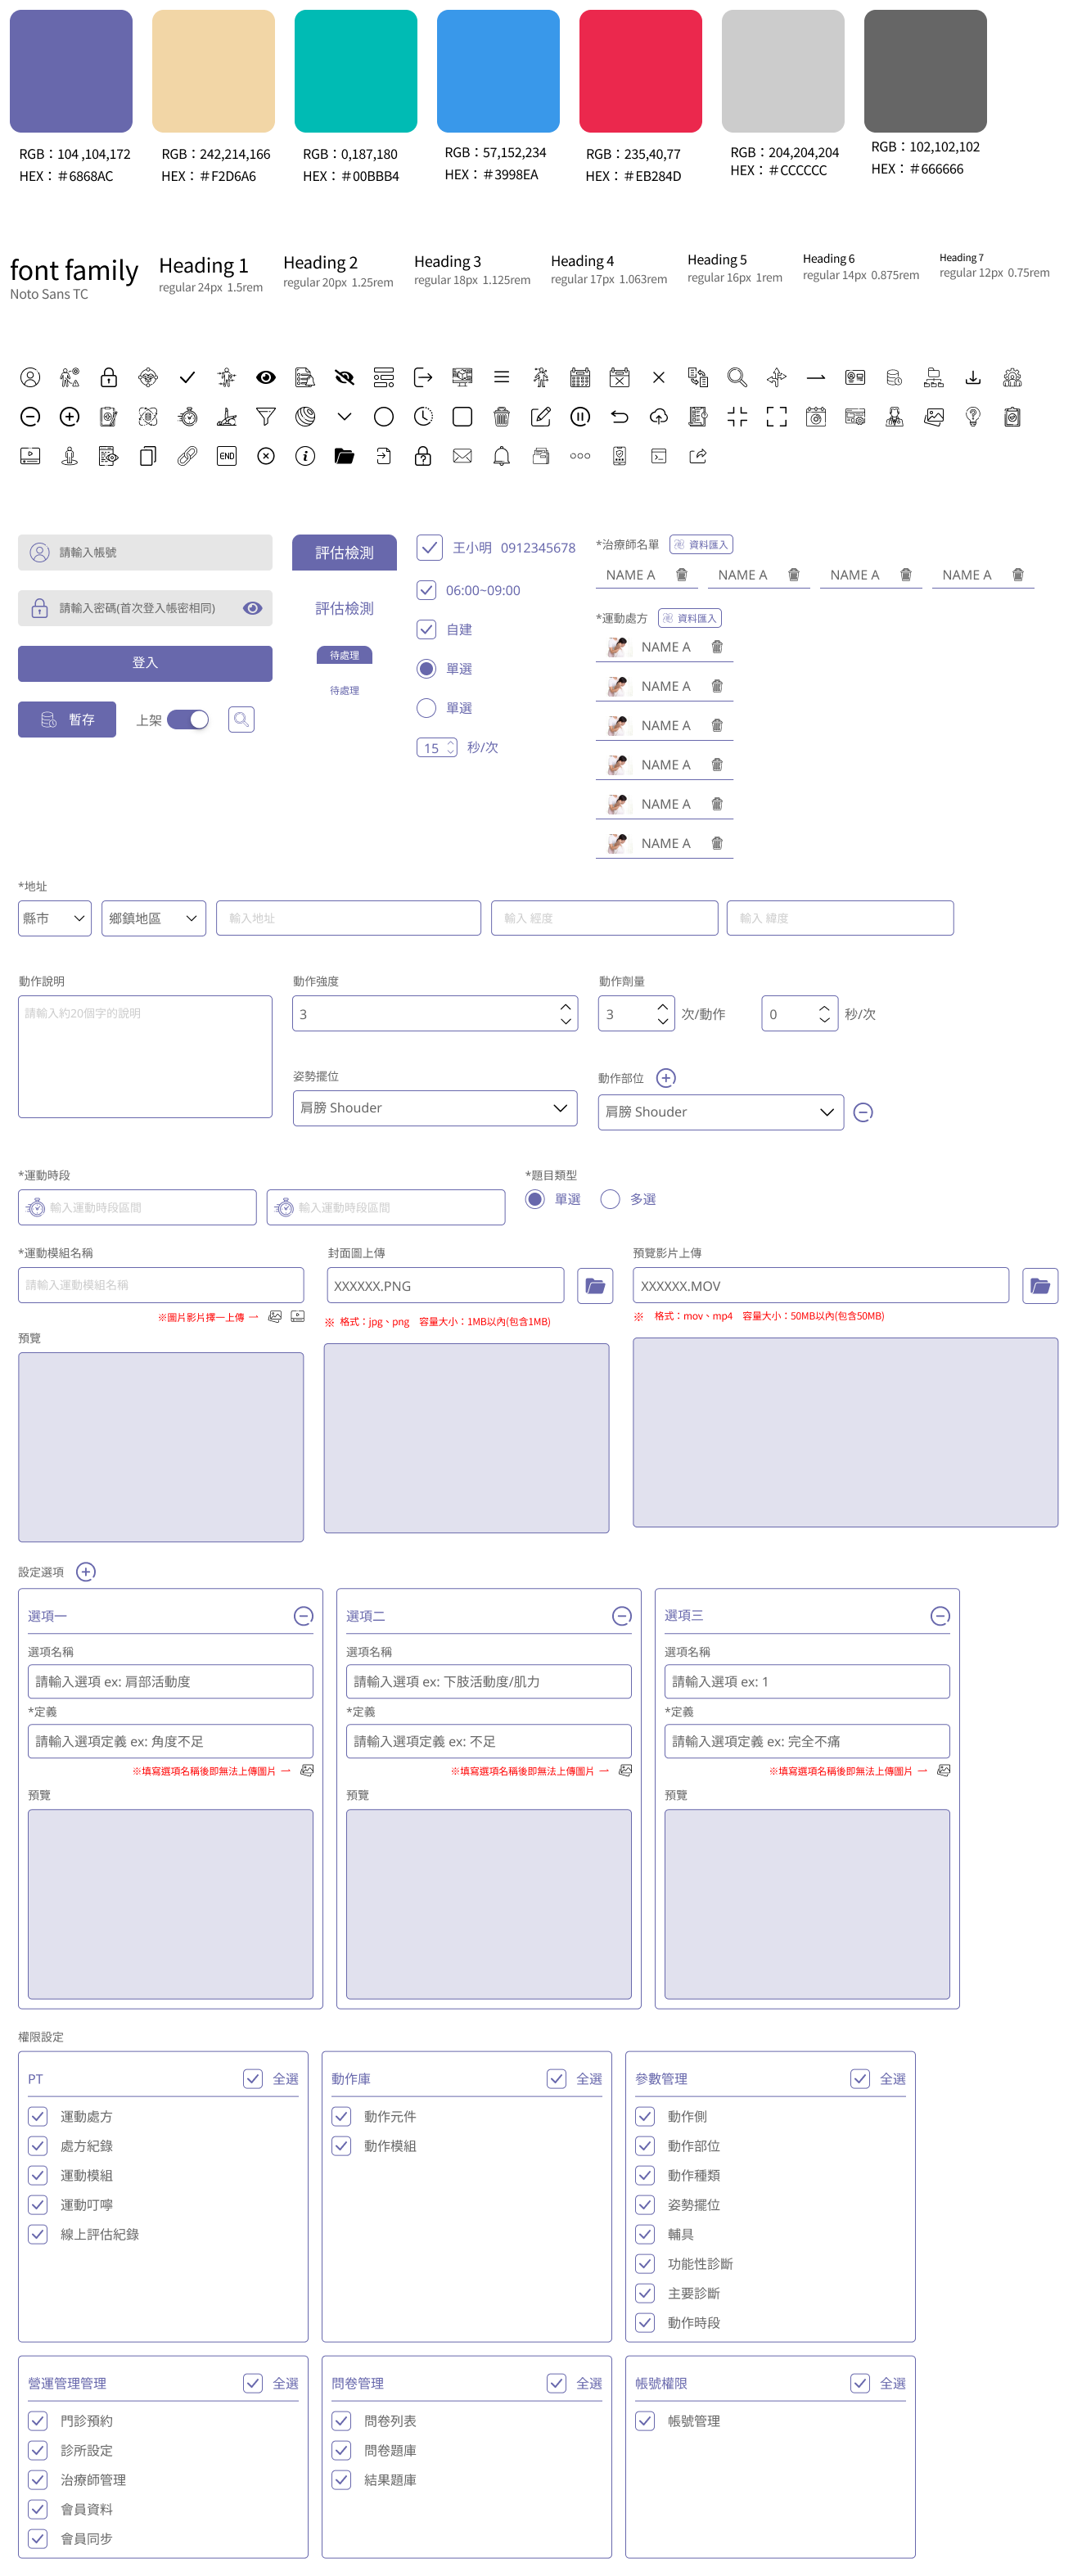 RGB：104 ,104,172
HEX：＃6868AC
RGB：242,214,166
HEX：＃F2D6A6
RGB：0,187,180
HEX：＃00BBB4
RGB：57,152,234
HEX：＃3998EA
RGB：235,40,77
HEX：＃EB284D
RGB：204,204,204
HEX：＃CCCCCC
RGB：102,102,102
HEX：＃666666
font family
Noto Sans TC
Heading 1
regular 24px 1.5rem
Heading 2
regular 20px 1.25rem
Heading 3
regular 18px 1.125rem
Heading 4
regular 17px 1.063rem
Heading 5
regular 16px 1rem
Heading 6
regular 14px 0.875rem
Heading 7
regular 12px 0.75rem
END
請輸入帳號
請輸入密碼(首次登入帳密相同)
登入
暫存
上架
評估檢測
評估檢測
待處理
待處理
王小明 0912345678
06:00~09:00
自建
單選
單選
15 秒/次
*治療師名單 資料匯入
NAME A NAME A NAME A NAME A
*運動處方 資料匯入
NAME A
NAME A
NAME A
NAME A
NAME A
NAME A
*地址
縣市 鄉鎮地區 輸入地址 輸入 經度 輸入 緯度
動作說明
請輸入約20個字的說明
動作強度
3
動作劑量
3 次/動作 0 秒/次
姿勢擺位
肩膀 Shouder
動作部位
肩膀 Shouder
*運動時段
輸入運動時段區間 輸入運動時段區間
*題目類型
單選 多選
*運動模組名稱
請輸入運動模組名稱
※圖片影片擇一上傳
預覽
封面圖上傳
XXXXXX.PNG
※ 格式：jpg、png 容量大小：1MB以內(包含1MB)
預覽影片上傳
XXXXXX.MOV
※ 格式：mov、mp4 容量大小：50MB以內(包含50MB)
設定選項
選項一
選項名稱
請輸入選項 ex: 肩部活動度
*定義
請輸入選項定義 ex: 角度不足
※填寫選項名稱後即無法上傳圖片
預覽
選項二
選項名稱
請輸入選項 ex: 下肢活動度/肌力
*定義
請輸入選項定義 ex: 不足
※填寫選項名稱後即無法上傳圖片
預覽
選項三
選項名稱
請輸入選項 ex: 1
*定義
請輸入選項定義 ex: 完全不痛
※填寫選項名稱後即無法上傳圖片
預覽
權限設定
PT 全選
運動處方
處方紀錄
運動模組
運動叮嚀
線上評估紀錄
動作庫 全選
動作元件
動作模組
參數管理 全選
動作側
動作部位
動作種類
姿勢擺位
輔具
功能性診斷
主要診斷
動作時段
營運管理管理 全選
門診預約
診所設定
治療師管理
會員資料
會員同步
問卷管理 全選
問卷列表
問卷題庫
結果題庫
帳號權限 全選
帳號管理